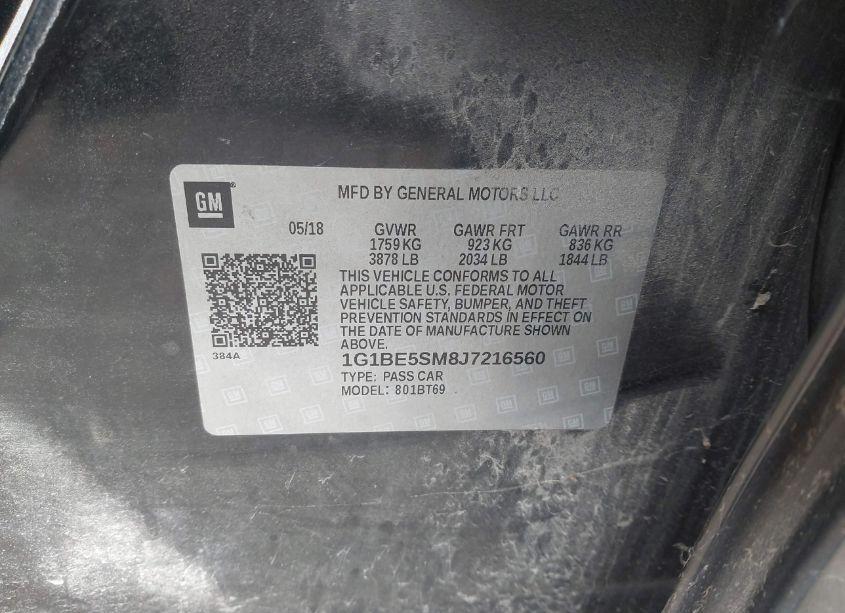 GM
MFD BY GENERAL MOTORS LLC
05/18 GVWR GAWR FRT GAWR RR
1759 KG 923 KG 836 KG
3878 LB 2034 LB 1844 LB
THIS VEHICLE CONFORMS TO ALL
APPLICABLE U.S. FEDERAL MOTOR
VEHICLE SAFETY, BUMPER, AND THEFT
PREVENTION STANDARDS IN EFFECT ON
THE DATE OF MANUFACTURE SHOWN
ABOVE.
384A
1G1BE5SM8J7216560
TYPE: PASS CAR
MODEL: 801BT69